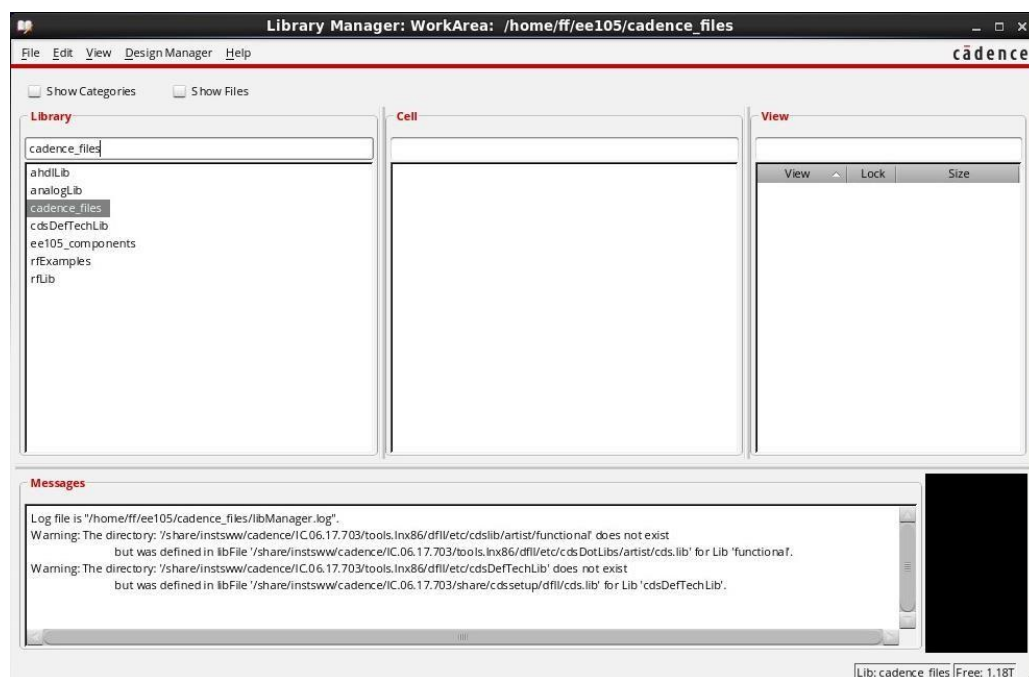 Library Manager: WorkArea: /home/ff/ee105/cadence_files
File Edit View Design Manager Help
cādence
Show Categories Show Files
Library
cadence_files
ahdlLib
analogLib
cadence_files
cdsDefTechLib
ee105_components
rfExamples
rfLib
Cell
View
View Lock Size
Messages
Log file is "/home/ff/ee105/cadence_files/libManager.log".
Warning: The directory: '/share/instsww/cadence/IC.06.17.703/tools.lnx86/dfII/etc/cdslib/artist/functional' does not exist
but was defined in libFile '/share/instsww/cadence/IC.06.17.703/tools.lnx86/dfII/etc/cdsDotLibs/artist/cds.lib' for Lib 'functional'.
Warning: The directory: '/share/instsww/cadence/IC.06.17.703/tools.lnx86/dfII/etc/cdsDefTechLib' does not exist
but was defined in libFile '/share/instsww/cadence/IC.06.17.703/share/cdssetup/dfII/cds.lib' for Lib 'cdsDefTechLib'.
Lib: cadence_files Free: 1.18T